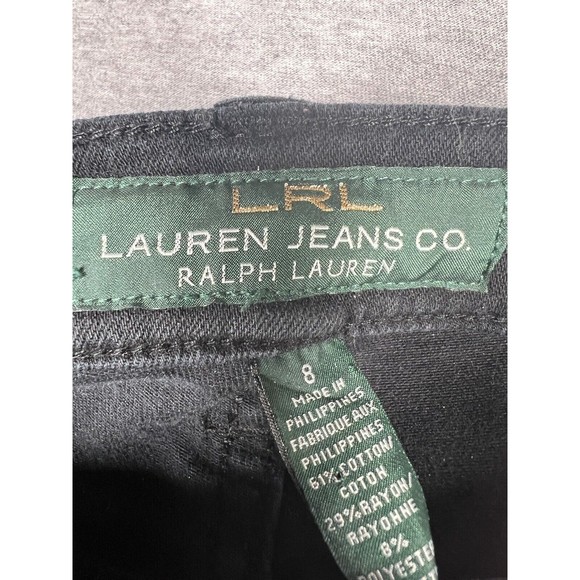 LRL
LAUREN JEANS CO.
RALPH LAUREN
8
MADE IN
PHILIPPINES
FABRIQUE AUX
PHILIPPINES
61% COTTON/
COTON
29% RAYON/
RAYONNE
8%
POLYESTER